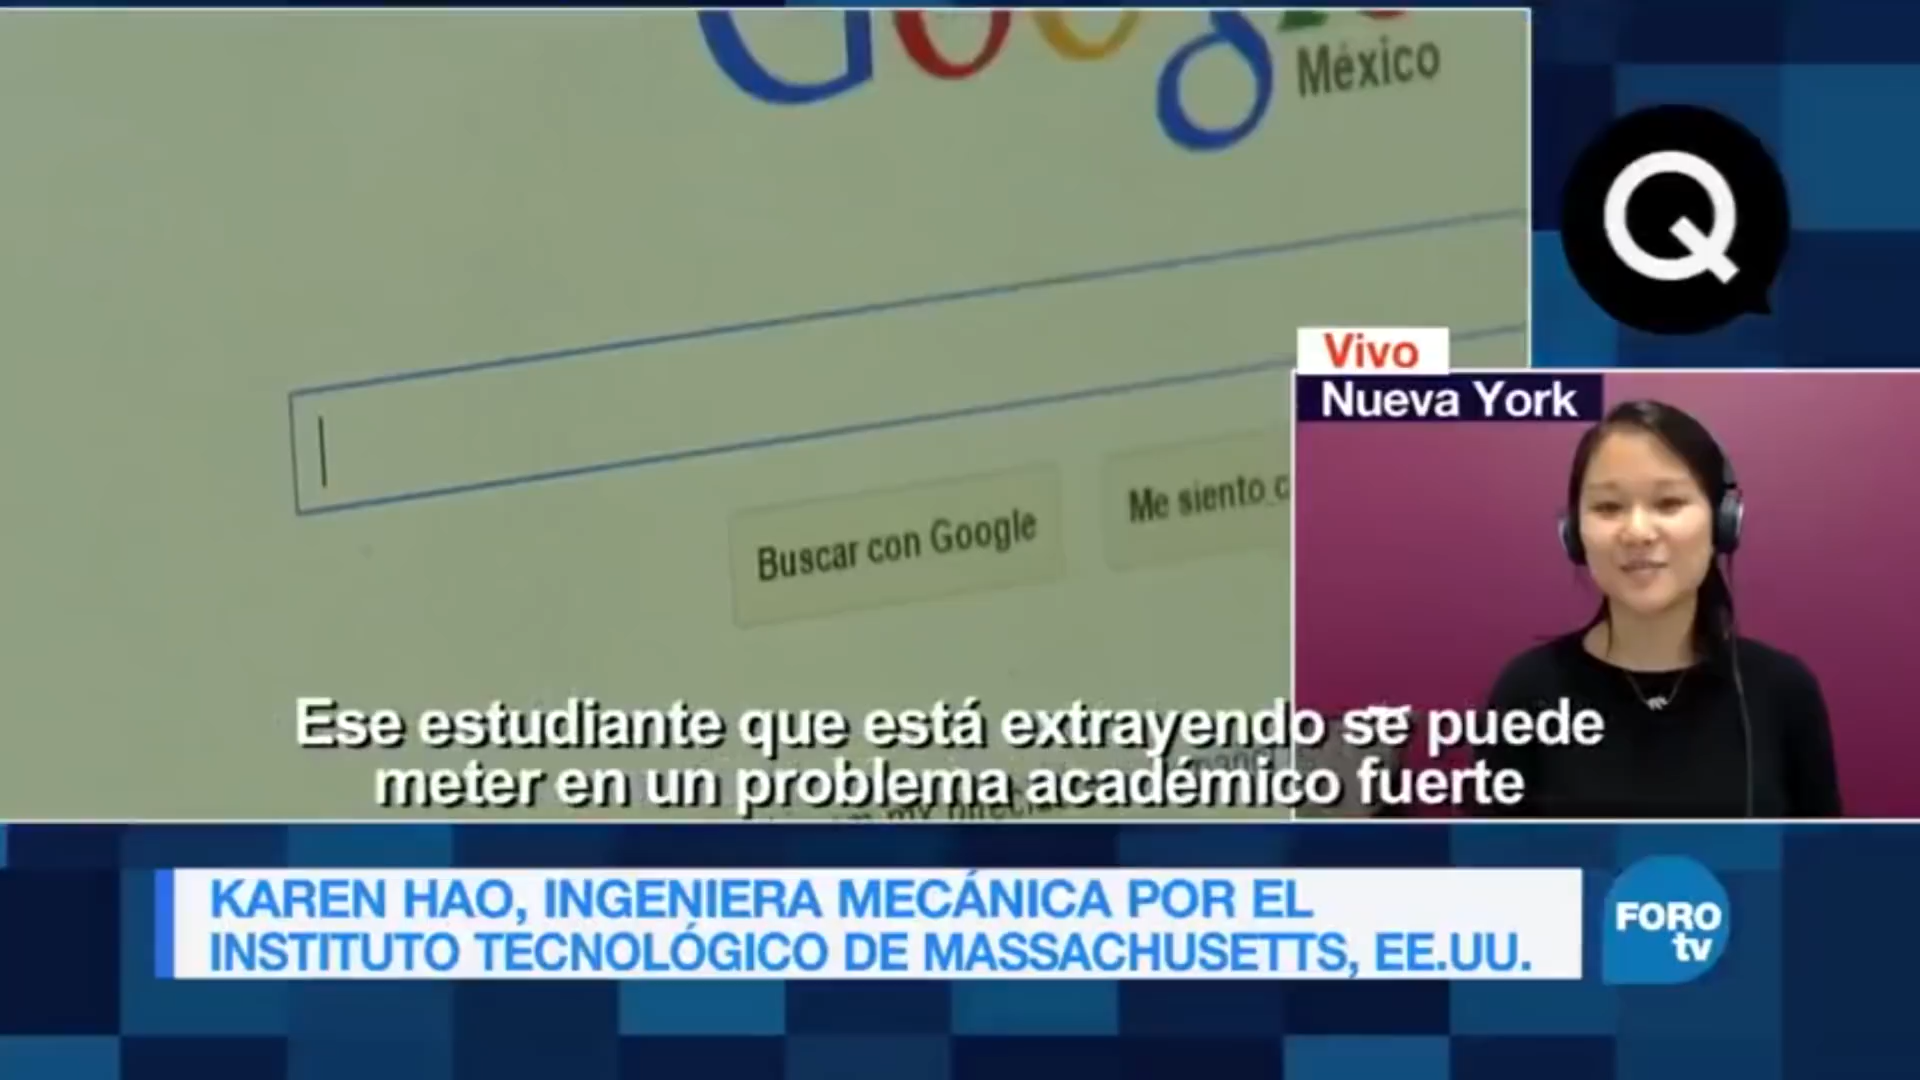 Google
México
Q
Vivo
Nueva York
Buscar con Google
Me siento c
Ese estudiante que está extrayendo se puede
meter en un problema académico fuerte
KAREN HAO, INGENIERA MECÁNICA POR EL
INSTITUTO TECNOLÓGICO DE MASSACHUSETTS, EE.UU.
FORO
tv